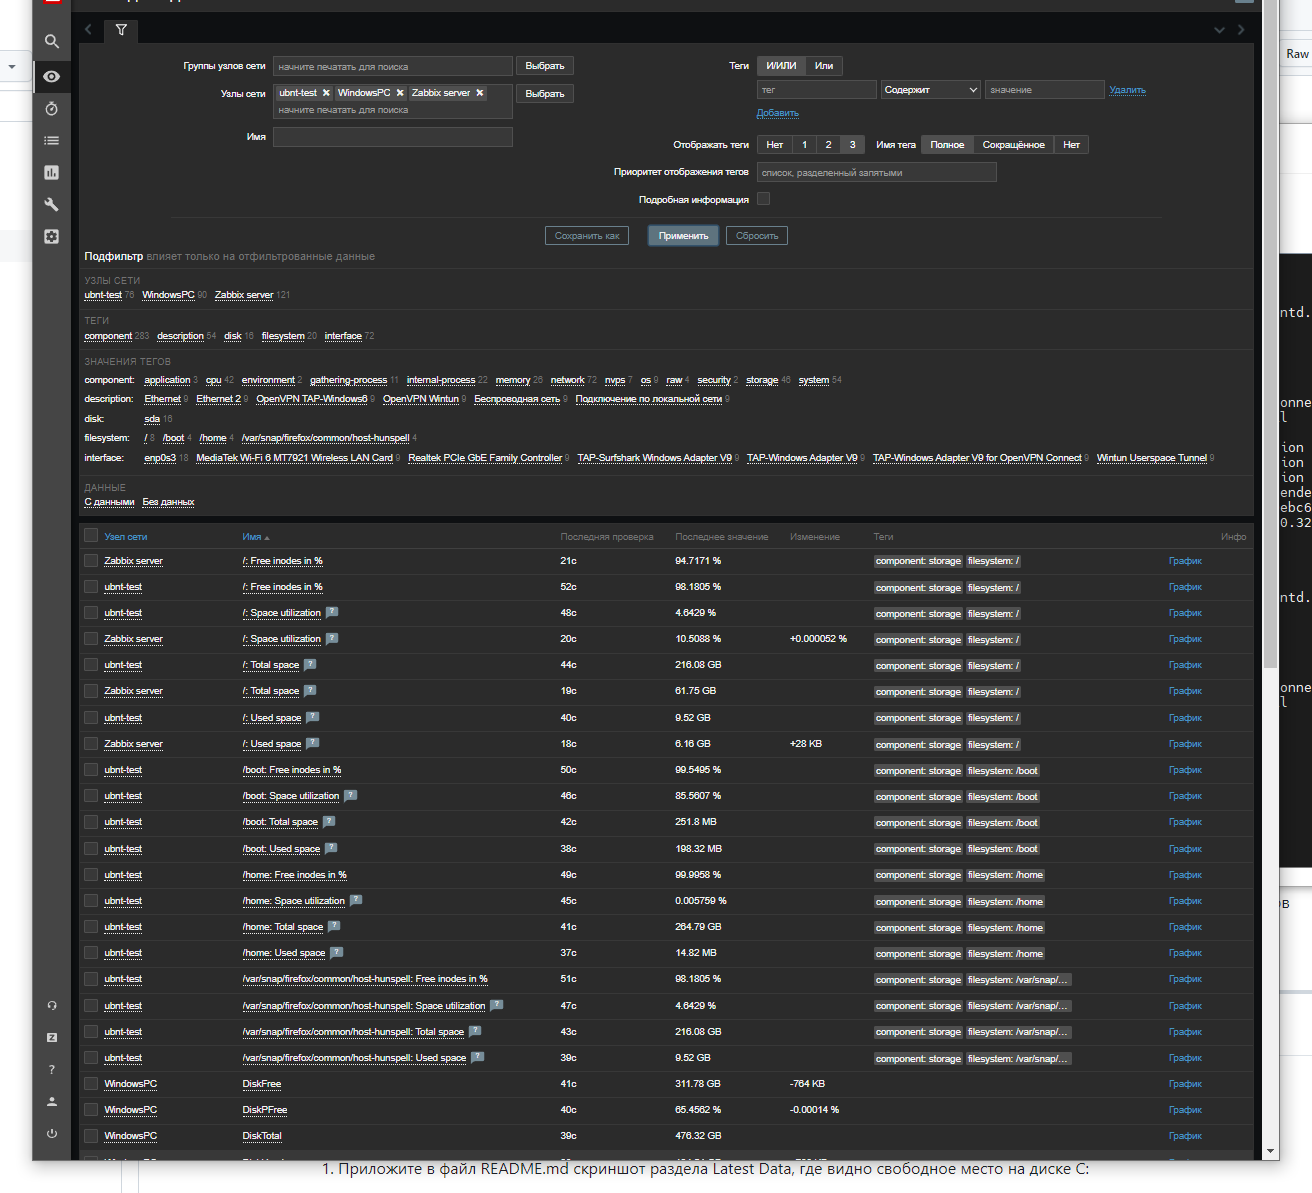 Raw
Группы узлов сети начните печатать для поиска Выбрать Теги И/ИЛИ Или
Узлы сети ubnt-test WindowsPC Zabbix server Выбрать тег Содержит значение Удалить
начните печатать для поиска Добавить
Имя
Отображать теги Нет 1 2 3 Имя тега Полное Сокращённое Нет
Приоритет отображения тегов список, разделенный запятыми
Подробная информация
Сохранить как Применить Сбросить
Подфильтр влияет только на отфильтрованные данные
УЗЛЫ СЕТИ
ubnt-test 76 WindowsPC 90 Zabbix server 121
ТЕГИ
component 283 description 54 disk 16 filesystem 20 interface 72
ЗНАЧЕНИЯ ТЕГОВ
component: application 3 cpu 42 environment 2 gathering-process 11 internal-process 22 memory 26 network 72 nvps 7 os 9 raw 4 security 2 storage 46 system 54
description: Ethernet 9 Ethernet 2 9 OpenVPN TAP-Windows6 9 OpenVPN Wintun 9 Беспроводная сеть 9 Подключение по локальной сети 9
disk: sda 16
filesystem: / 8 /boot 4 /home 4 /var/snap/firefox/common/host-hunspell 4
interface: enp0s3 18 MediaTek Wi-Fi 6 MT7921 Wireless LAN Card 9 Realtek PCIe GbE Family Controller 9 TAP-Surfshark Windows Adapter V9 9 TAP-Windows Adapter V9 9 TAP-Windows Adapter V9 for OpenVPN Connect 9 Wintun Userspace Tunnel 9
ДАННЫЕ
С данными Без данных
Узел сети Имя Последняя проверка Последнее значение Изменение Теги Инфо
Zabbix server /: Free inodes in % 21с 94.7171 % component: storage filesystem: / График
ubnt-test /: Free inodes in % 52с 98.1805 % component: storage filesystem: / График
ubnt-test /: Space utilization ? 48с 4.6429 % component: storage filesystem: / График
Zabbix server /: Space utilization ? 20с 10.5088 % +0.000052 % component: storage filesystem: / График
ubnt-test /: Total space ? 44с 216.08 GB component: storage filesystem: / График
Zabbix server /: Total space ? 19с 61.75 GB component: storage filesystem: / График
ubnt-test /: Used space ? 40с 9.52 GB component: storage filesystem: / График
Zabbix server /: Used space ? 18с 6.16 GB +28 KB component: storage filesystem: / График
ubnt-test /boot: Free inodes in % 50с 99.5495 % component: storage filesystem: /boot График
ubnt-test /boot: Space utilization ? 46с 85.5607 % component: storage filesystem: /boot График
ubnt-test /boot: Total space ? 42с 251.8 MB component: storage filesystem: /boot График
ubnt-test /boot: Used space ? 38с 198.32 MB component: storage filesystem: /boot График
ubnt-test /home: Free inodes in % 49с 99.9958 % component: storage filesystem: /home График
ubnt-test /home: Space utilization ? 45с 0.005759 % component: storage filesystem: /home График
ubnt-test /home: Total space ? 41с 264.79 GB component: storage filesystem: /home График
ubnt-test /home: Used space ? 37с 14.82 MB component: storage filesystem: /home График
ubnt-test /var/snap/firefox/common/host-hunspell: Free inodes in % 51с 98.1805 % component: storage filesystem: /var/snap/... График
ubnt-test /var/snap/firefox/common/host-hunspell: Space utilization ? 47с 4.6429 % component: storage filesystem: /var/snap/... График
ubnt-test /var/snap/firefox/common/host-hunspell: Total space ? 43с 216.08 GB component: storage filesystem: /var/snap/... График
ubnt-test /var/snap/firefox/common/host-hunspell: Used space ? 39с 9.52 GB component: storage filesystem: /var/snap/... График
WindowsPC DiskFree 41с 311.78 GB -764 KB График
WindowsPC DiskPFree 40с 65.4562 % -0.00014 % График
WindowsPC DiskTotal 39с 476.32 GB График
1. Приложите в файл README.md скриншот раздела Latest Data, где видно свободное место на диске C:
ntd.
onne
l
ion
ion
ion
ende
ebc6
0.32
ntd.
onne
l